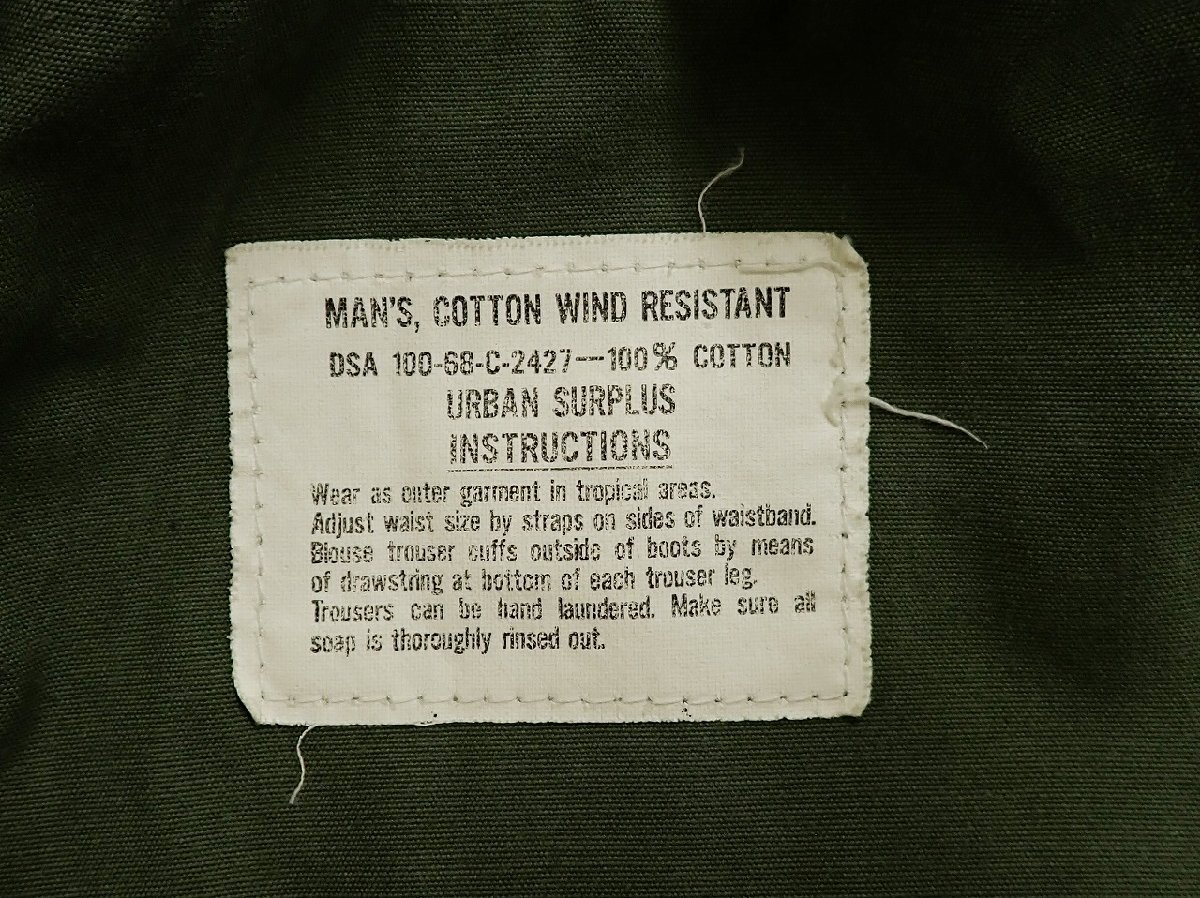 MAN'S, COTTON WIND RESISTANT
DSA 100-68-C-2427—100% COTTON
URBAN SURPLUS
INSTRUCTIONS
Wear as outer garment in tropical areas.
Adjust waist size by straps on sides of waistband.
Blouse trouser cuffs outside of boots by means
of drawstring at bottom of each trouser leg.
Trousers can be hand laundered. Make sure all
soap is thoroughly rinsed out.